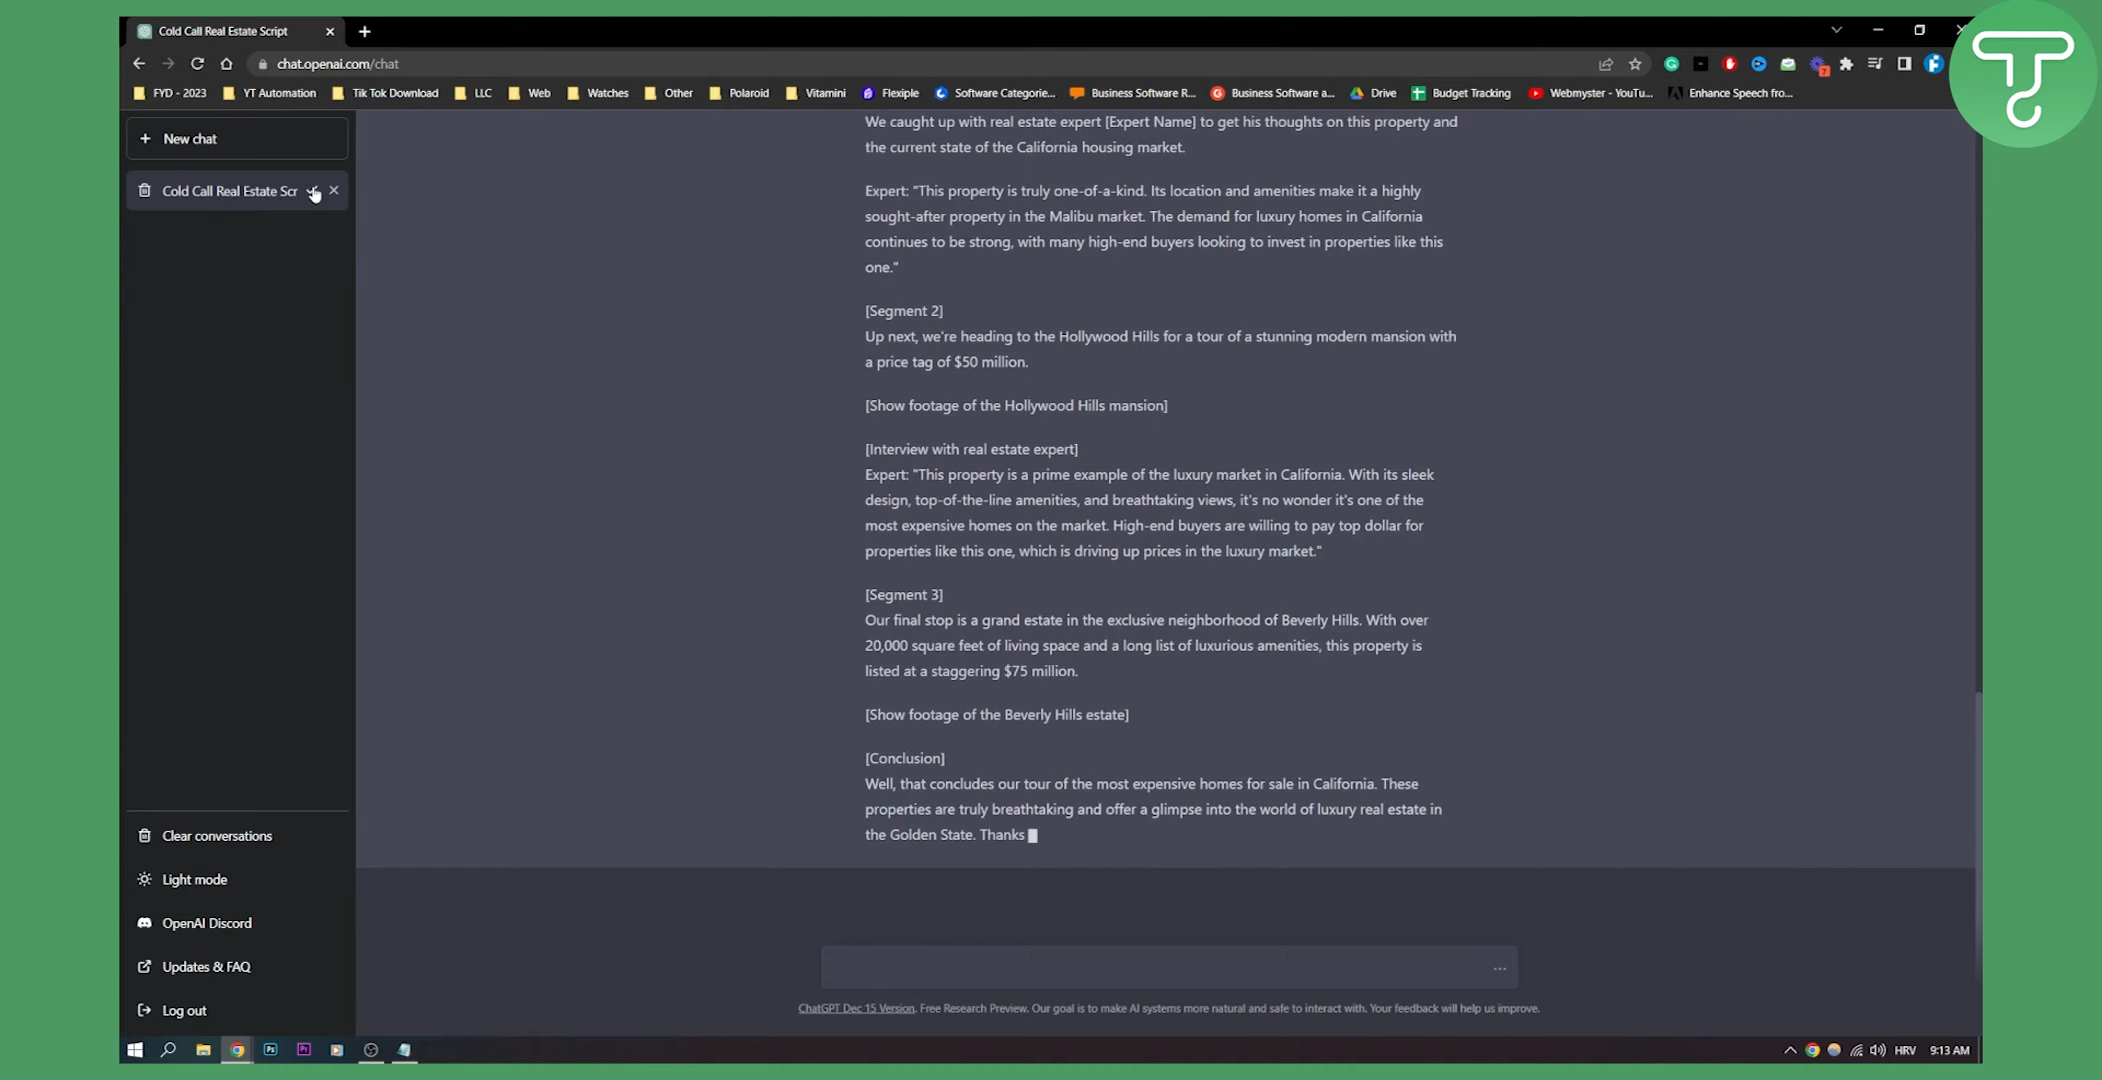 Cold Call Real Estate Script
chat.openai.com/chat
FYD - 2023
YT Automation
Tik Tok Download
LLC
Web
Watches
Other
Polaroid
Vitamini
Flexiple
Software Categorie...
Business Software R...
Business Software a...
Drive
Budget Tracking
Webmyster - YouTu...
Enhance Speech fro...
New chat
Cold Call Real Estate Scr
We caught up with real estate expert [Expert Name] to get his thoughts on this property and
the current state of the California housing market.
Expert: "This property is truly one-of-a-kind. Its location and amenities make it a highly
sought-after property in the Malibu market. The demand for luxury homes in California
continues to be strong, with many high-end buyers looking to invest in properties like this
one."
[Segment 2]
Up next, we're heading to the Hollywood Hills for a tour of a stunning modern mansion with
a price tag of $50 million.
[Show footage of the Hollywood Hills mansion]
[Interview with real estate expert]
Expert: "This property is a prime example of the luxury market in California. With its sleek
design, top-of-the-line amenities, and breathtaking views, it's no wonder it's one of the
most expensive homes on the market. High-end buyers are willing to pay top dollar for
properties like this one, which is driving up prices in the luxury market."
[Segment 3]
Our final stop is a grand estate in the exclusive neighborhood of Beverly Hills. With over
20,000 square feet of living space and a long list of luxurious amenities, this property is
listed at a staggering $75 million.
[Show footage of the Beverly Hills estate]
[Conclusion]
Well, that concludes our tour of the most expensive homes for sale in California. These
properties are truly breathtaking and offer a glimpse into the world of luxury real estate in
the Golden State. Thanks
Clear conversations
Light mode
OpenAI Discord
Updates & FAQ
Log out
ChatGPT Dec 15 Version. Free Research Preview. Our goal is to make AI systems more natural and safe to interact with. Your feedback will help us improve.
Ps
Pr
HRV
9:13 AM